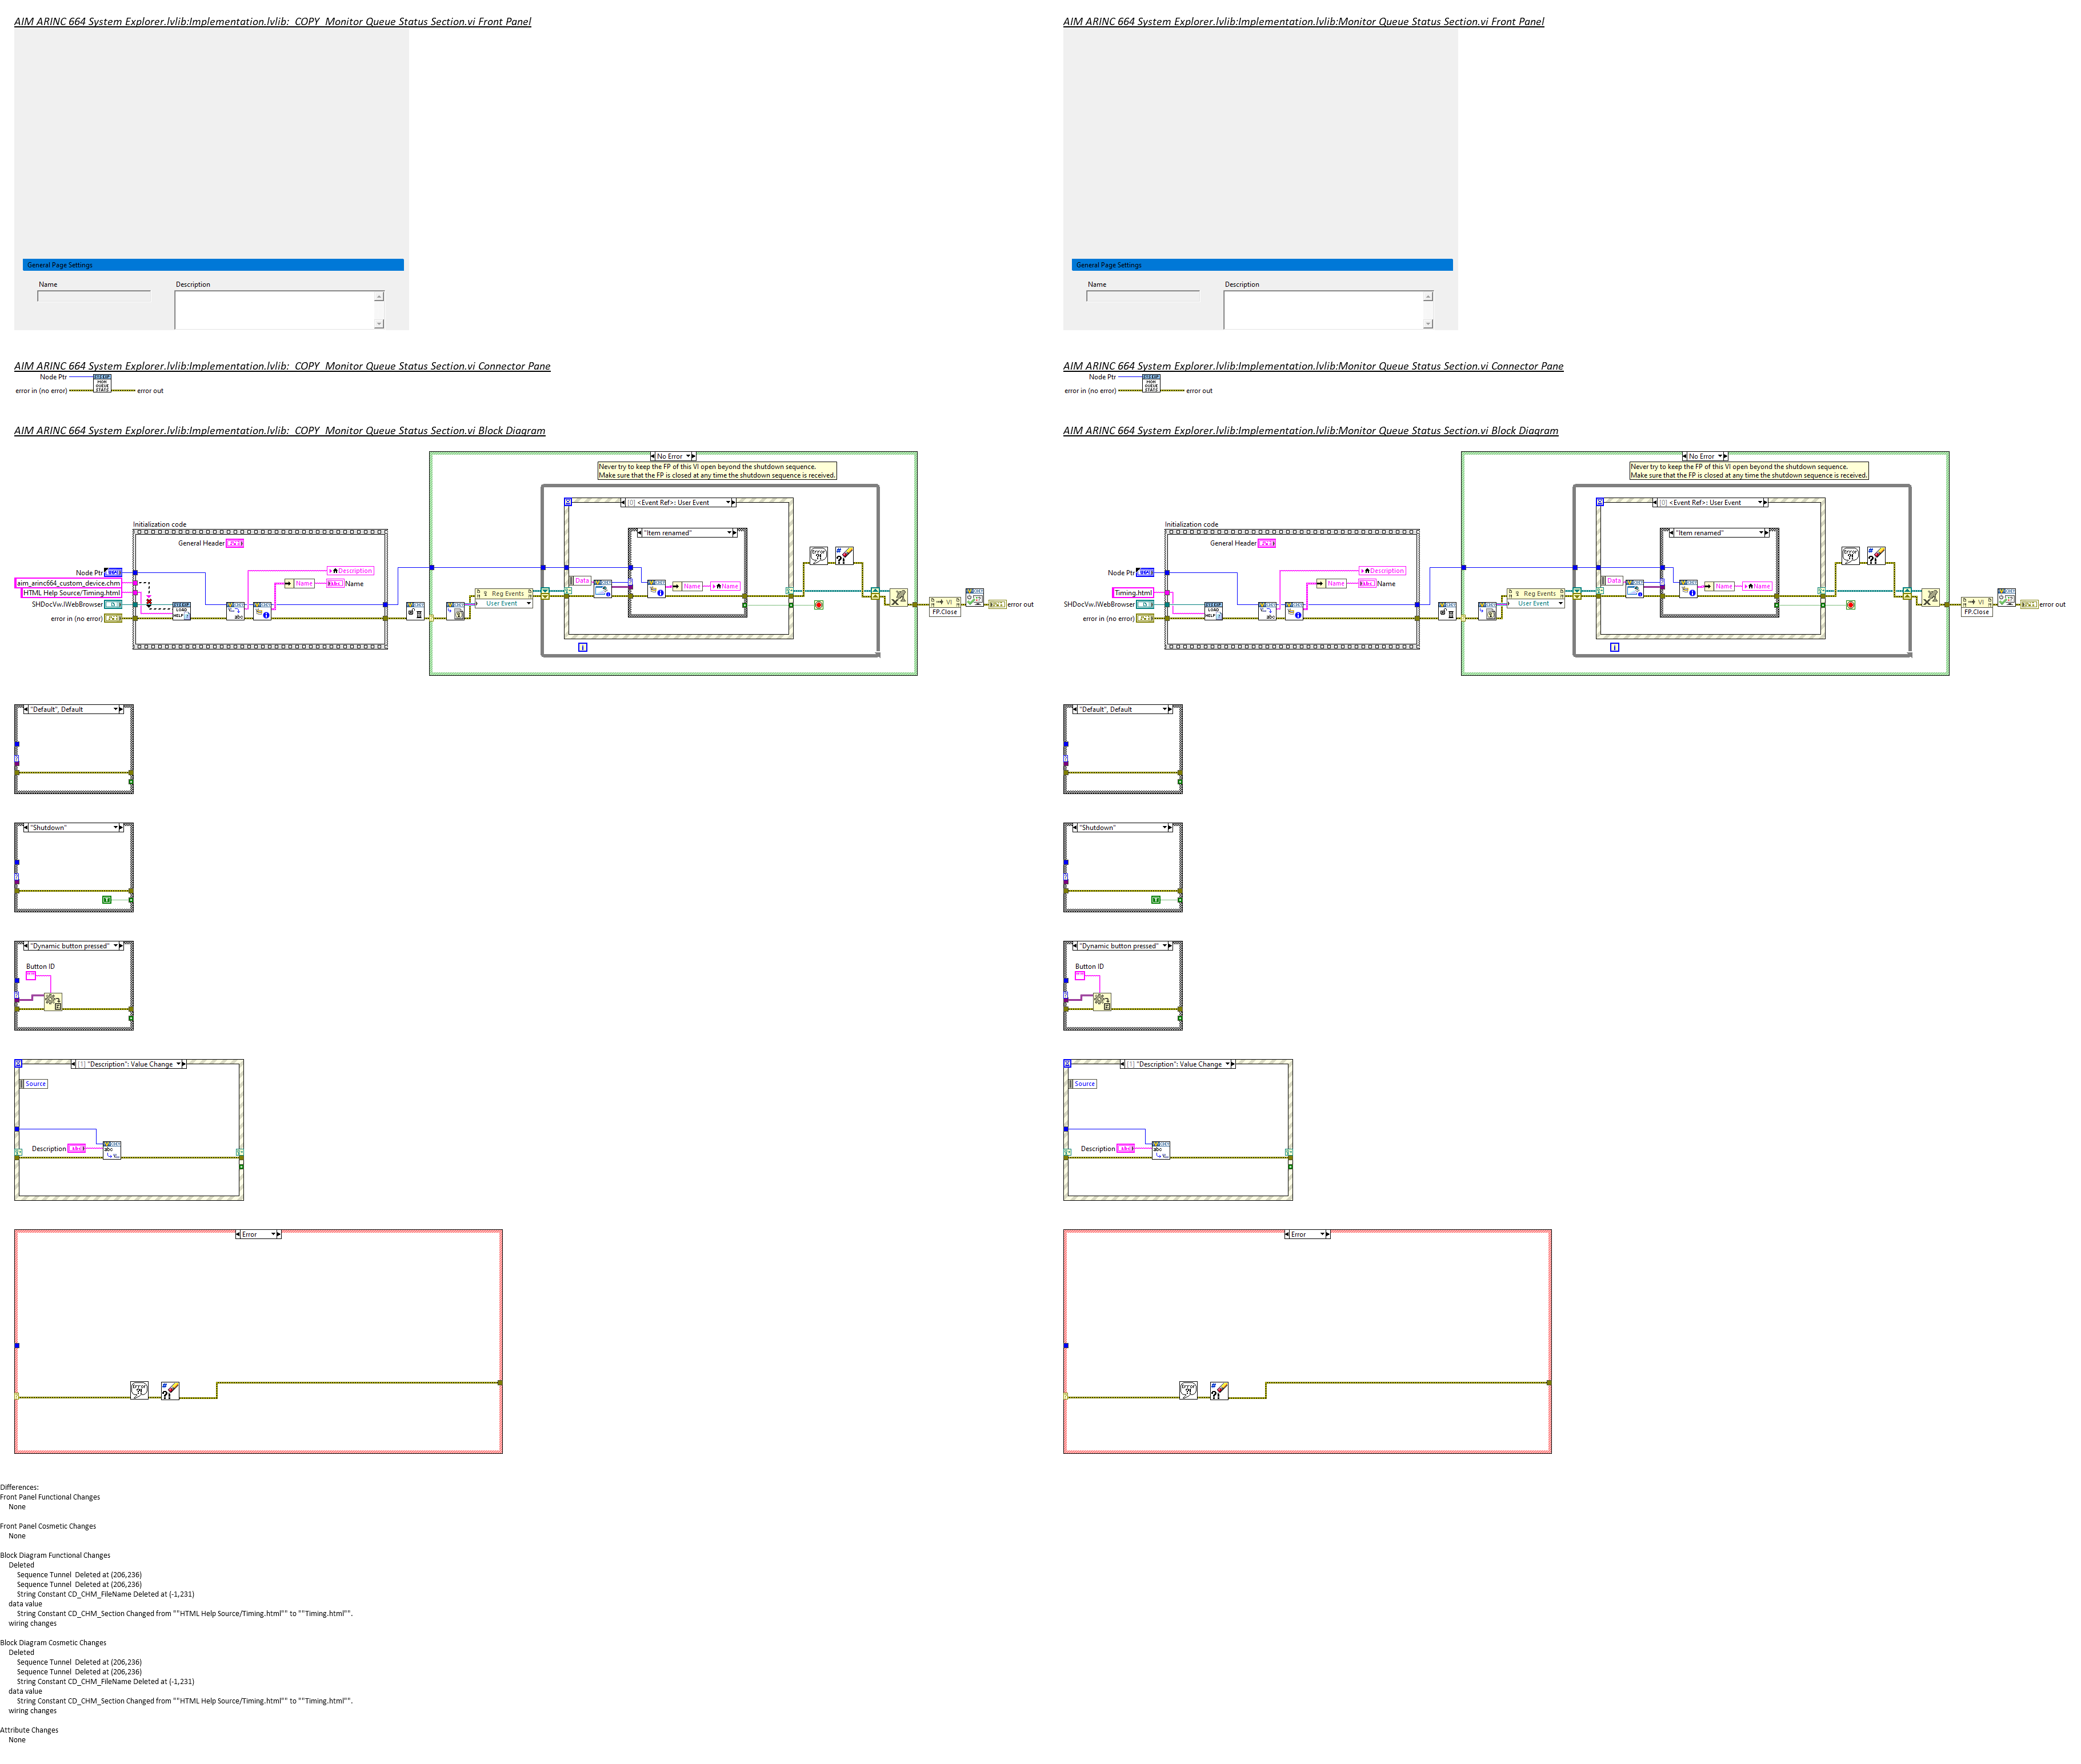 AIM ARINC 664 System Explorer.lvlib:Implementation.lvlib:_COPY_Monitor Queue Status Section.vi Front Panel
General Page Settings
Name
Description
AIM ARINC 664 System Explorer.lvlib:Implementation.lvlib:_COPY_Monitor Queue Status Section.vi Connector Pane
Node Ptr
error in (no error)
error out
AIM ARINC 664 System Explorer.lvlib:Implementation.lvlib:_COPY_Monitor Queue Status Section.vi Block Diagram
No Error
Never try to keep the FP of this VI open beyond the shutdown sequence.
Make sure that the FP is closed at any time the shutdown sequence is received.
[0] <Event Ref>: User Event
Initialization code
"Item renamed"
General Header
Node Ptr
Description
aim_arinc664_custom_device.chm
Data
Name
Name
Name
Name
HTML Help Source/Timing.html
Reg Events
SHDocVw.IWebBrowser
User Event
VI
error out
FP.Close
error in (no error)
"Default", Default
"Shutdown"
"Dynamic button pressed"
Button ID
[1] "Description": Value Change
Source
Description
Error
AIM ARINC 664 System Explorer.lvlib:Implementation.lvlib:Monitor Queue Status Section.vi Front Panel
General Page Settings
Name
Description
AIM ARINC 664 System Explorer.lvlib:Implementation.lvlib:Monitor Queue Status Section.vi Connector Pane
Node Ptr
error in (no error)
error out
AIM ARINC 664 System Explorer.lvlib:Implementation.lvlib:Monitor Queue Status Section.vi Block Diagram
No Error
Never try to keep the FP of this VI open beyond the shutdown sequence.
Make sure that the FP is closed at any time the shutdown sequence is received.
[0] <Event Ref>: User Event
Initialization code
"Item renamed"
General Header
Node Ptr
Description
Data
Name
Name
Name
Name
Timing.html
Reg Events
SHDocVw.IWebBrowser
User Event
VI
error out
FP.Close
error in (no error)
"Default", Default
"Shutdown"
"Dynamic button pressed"
Button ID
[1] "Description": Value Change
Source
Description
Error
Differences:
Front Panel Functional Changes
None
Front Panel Cosmetic Changes
None
Block Diagram Functional Changes
Deleted
Sequence Tunnel  Deleted at (206,236)
Sequence Tunnel  Deleted at (206,236)
String Constant CD_CHM_FileName Deleted at (-1,231)
data value
String Constant CD_CHM_Section Changed from ""HTML Help Source/Timing.html"" to ""Timing.html"".
wiring changes
Block Diagram Cosmetic Changes
Deleted
Sequence Tunnel  Deleted at (206,236)
Sequence Tunnel  Deleted at (206,236)
String Constant CD_CHM_FileName Deleted at (-1,231)
data value
String Constant CD_CHM_Section Changed from ""HTML Help Source/Timing.html"" to ""Timing.html"".
wiring changes
Attribute Changes
None